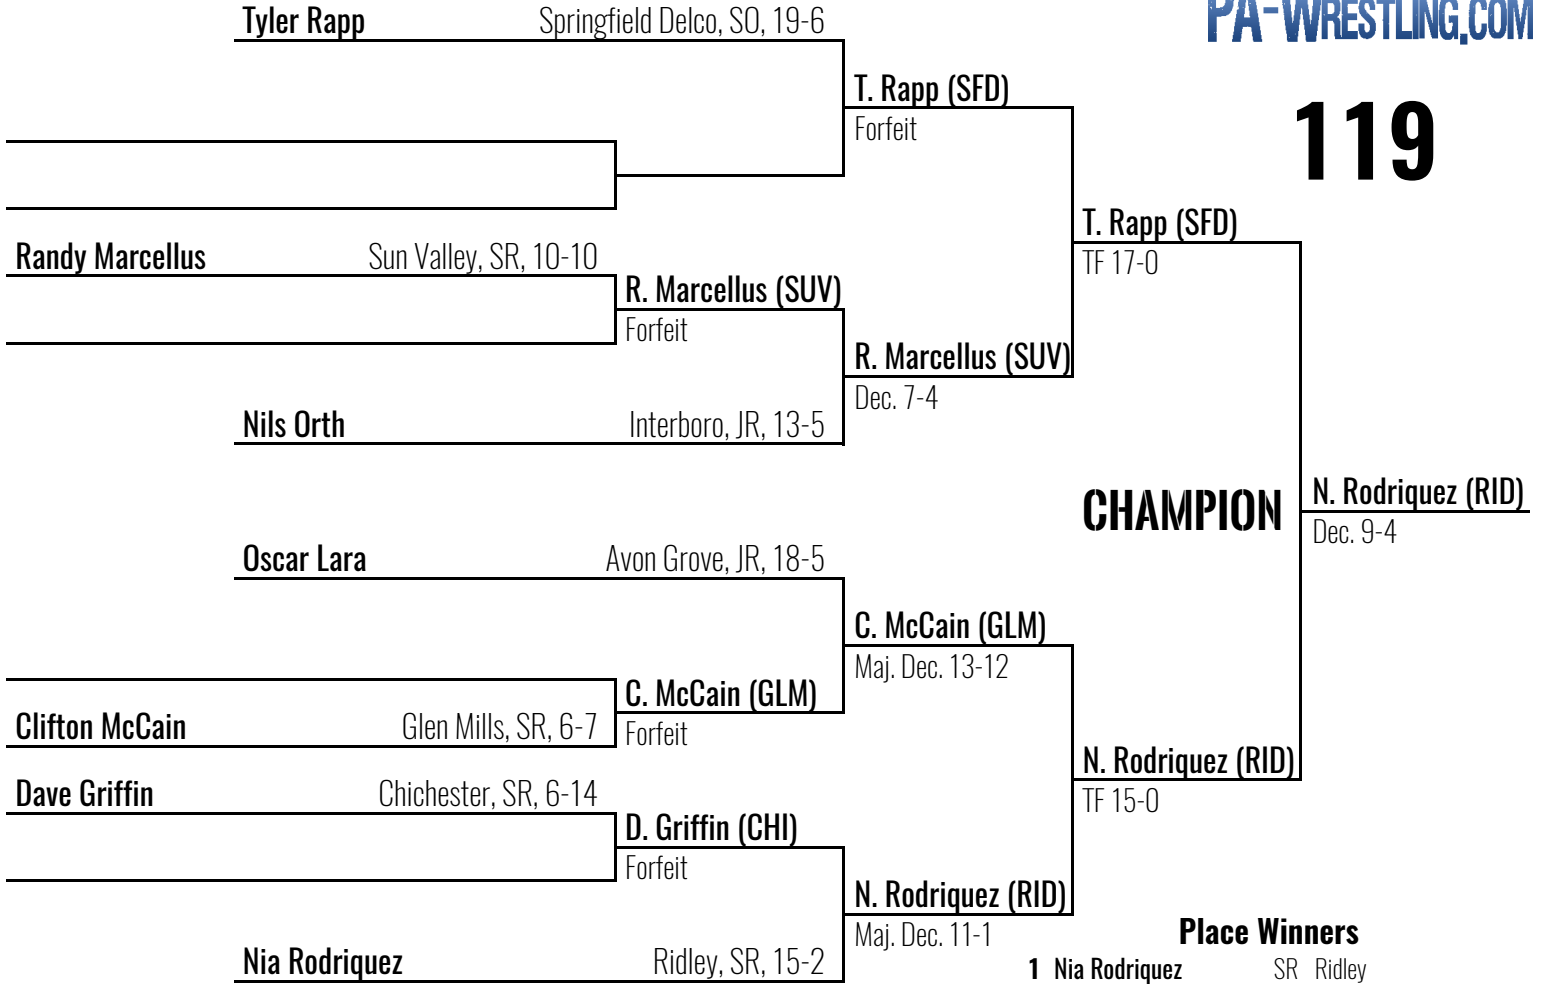 PA-WRESTLING.COM
119
Tyler Rapp Springfield Delco, SO, 19-6
T. Rapp (SFD)
Forfeit
T. Rapp (SFD)
TF 17-0
Randy Marcellus Sun Valley, SR, 10-10
R. Marcellus (SUV)
Forfeit
R. Marcellus (SUV)
Dec. 7-4
Nils Orth Interboro, JR, 13-5
CHAMPION
N. Rodriquez (RID)
Dec. 9-4
Oscar Lara Avon Grove, JR, 18-5
C. McCain (GLM)
Maj. Dec. 13-12
C. McCain (GLM)
Forfeit
Clifton McCain Glen Mills, SR, 6-7
N. Rodriquez (RID)
TF 15-0
Dave Griffin Chichester, SR, 6-14
D. Griffin (CHI)
Forfeit
N. Rodriquez (RID)
Maj. Dec. 11-1
Nia Rodriquez Ridley, SR, 15-2
Place Winners
1 Nia Rodriquez SR Ridley